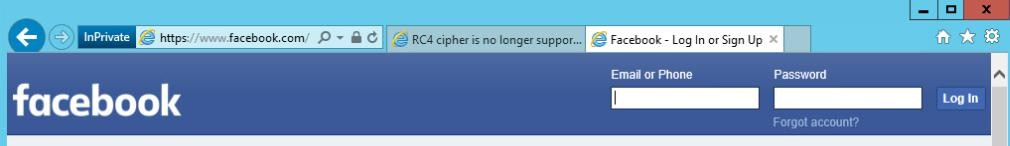 InPrivate https://www.facebook.com/ RC4 cipher is no longer suppor... Facebook - Log In or Sign Up
Email or Phone Password
facebook Log In
Forgot account?